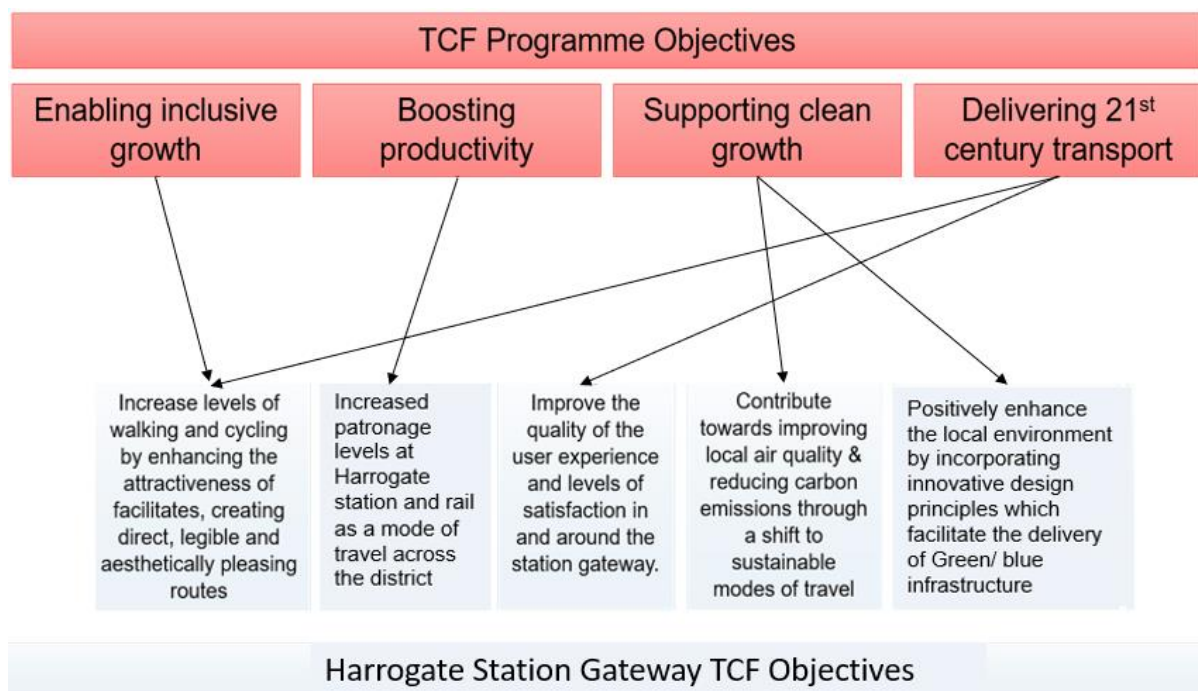 TCF Programme Objectives
Enabling inclusive
growth
Boosting
productivity
Supporting clean
growth
Delivering 21st
century transport
Increase levels of
walking and cycling
by enhancing the
attractiveness of
facilitates, creating
direct, legible and
aesthetically pleasing
routes
Increased
patronage
levels at
Harrogate
station and rail
as a mode of
travel across
the district
Improve the
quality of the
user experience
and levels of
satisfaction in
and around the
station gateway.
Contribute
towards improving
local air quality &
reducing carbon
emissions through
a shift to
sustainable
modes of travel
Positively enhance
the local environment
by incorporating
innovative design
principles which
facilitate the delivery
of Green/ blue
infrastructure
Harrogate Station Gateway TCF Objectives